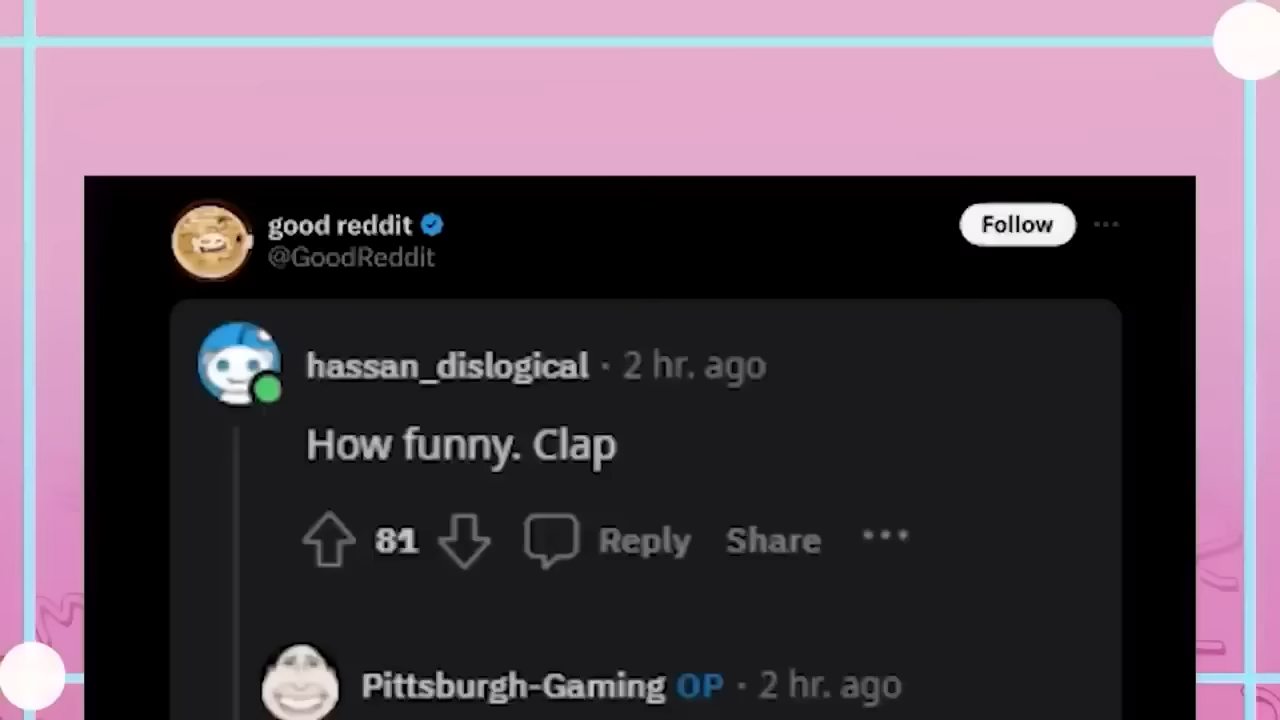 good reddit
Follow
@GoodReddit
hassan_dislogical · 2 hr. ago
How funny. Clap
81 Reply Share
Pittsburgh-Gaming OP · 2 hr. ago